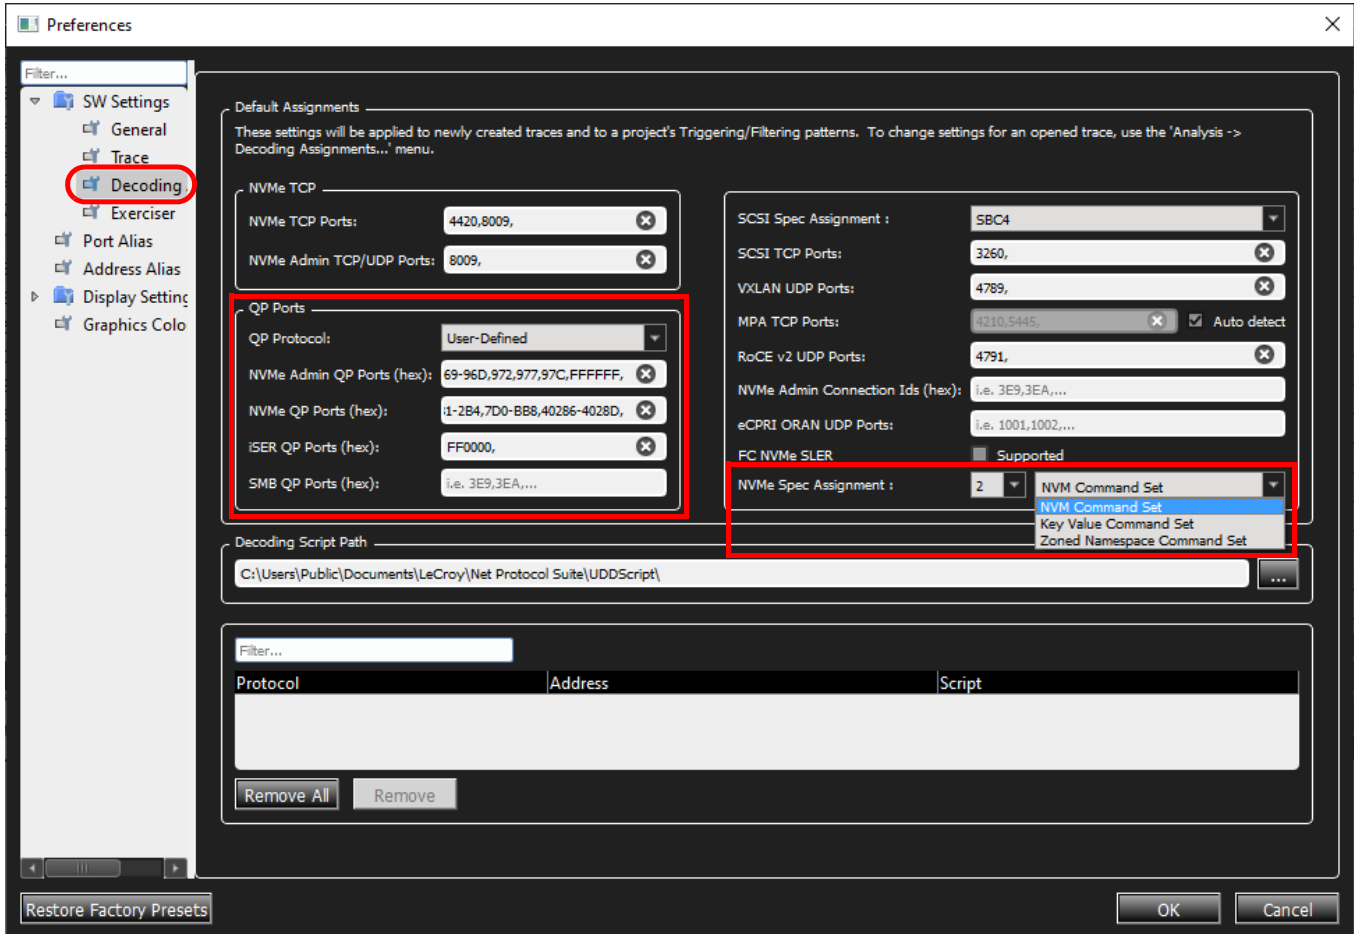 Preferences
Filter...
SW Settings
General
Trace
Decoding
Exerciser
Port Alias
Address Alias
Display Setting
Graphics Colo
Default Assignments
These settings will be applied to newly created traces and to a project's Triggering/Filtering patterns. To change settings for an opened trace, use the 'Analysis ->
Decoding Assignments...' menu.
NVMe TCP
NVMe TCP Ports: 4420,8009,
NVMe Admin TCP/UDP Ports: 8009,
QP Ports
QP Protocol: User-Defined
NVMe Admin QP Ports (hex): 69-96D,972,977,97C,FFFFFF,
NVMe QP Ports (hex): 1-2B4,7D0-BB8,40286-4028D,
iSER QP Ports (hex): FF0000,
SMB QP Ports (hex): i.e. 3E9,3EA,...
SCSI Spec Assignment : SBC4
SCSI TCP Ports: 3260,
VXLAN UDP Ports: 4789,
MPA TCP Ports: 4210,5445, Auto detect
RoCE v2 UDP Ports: 4791,
NVMe Admin Connection Ids (hex): i.e. 3E9,3EA,...
eCPRI ORAN UDP Ports: i.e. 1001,1002,...
FC NVMe SLER Supported
NVMe Spec Assignment : 2 NVM Command Set
NVM Command Set
Key Value Command Set
Zoned Namespace Command Set
Decoding Script Path
C:\Users\Public\Documents\LeCroy\Net Protocol Suite\UDDScript\
...
Filter...
Protocol Address Script
Remove All Remove
Restore Factory Presets OK Cancel